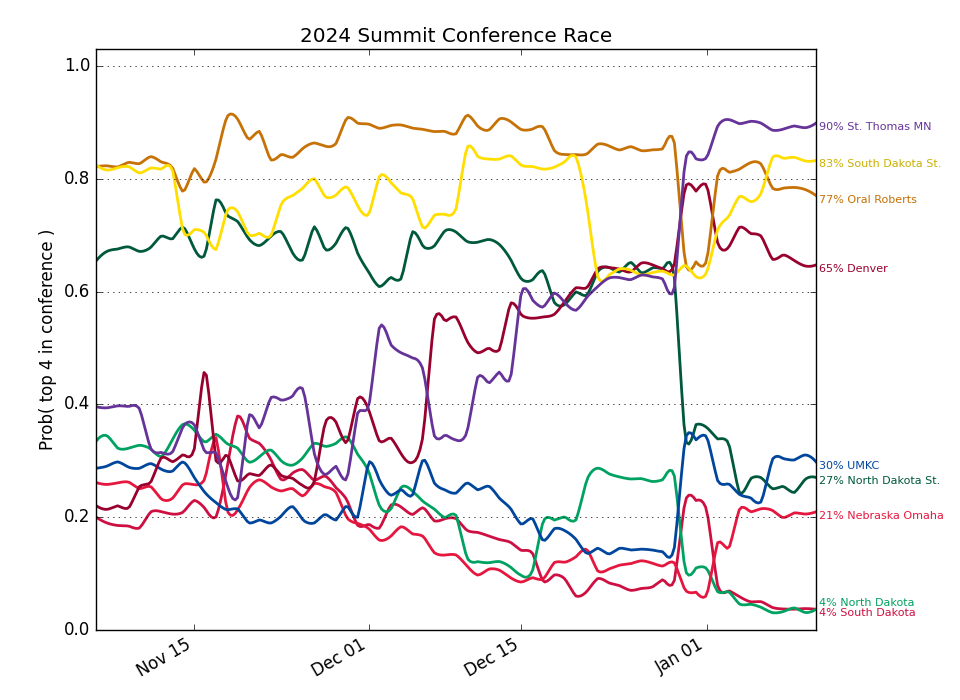 2024 Summit Conference Race
Prob( top 4 in conference )
1.0
0.8
0.6
0.4
0.2
0.0
Nov 15
Dec 01
Dec 15
Jan 01
90% St. Thomas MN
83% South Dakota St.
77% Oral Roberts
65% Denver
30% UMKC
27% North Dakota St.
21% Nebraska Omaha
4% North Dakota
4% South Dakota